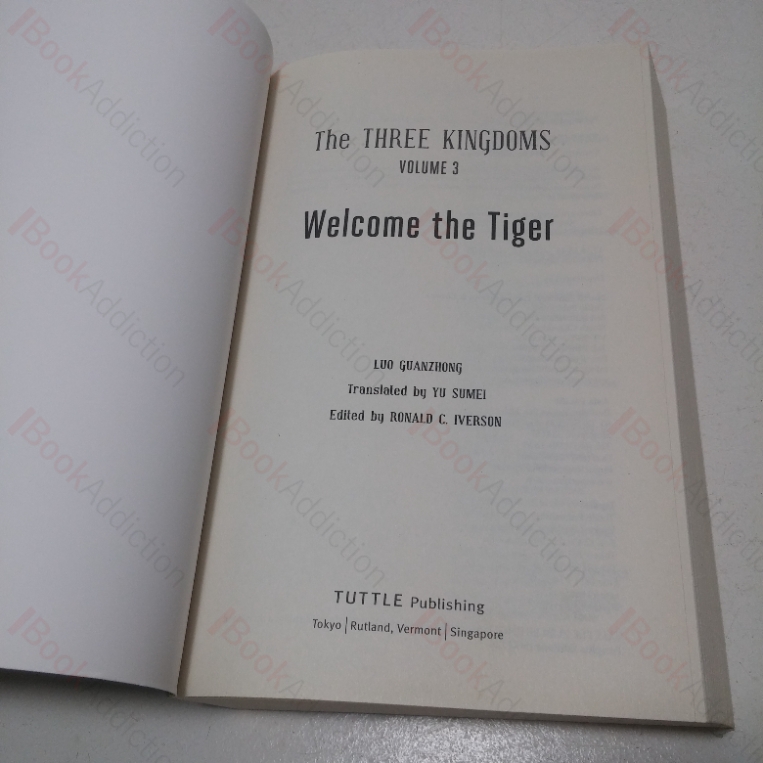 The THREE KINGDOMS
VOLUME 3
Welcome the Tiger
LUO GUANZHONG
Translated by YU SUMEI
Edited by RONALD C. IVERSON
TUTTLE Publishing
Tokyo | Rutland, Vermont | Singapore
BookAddiction